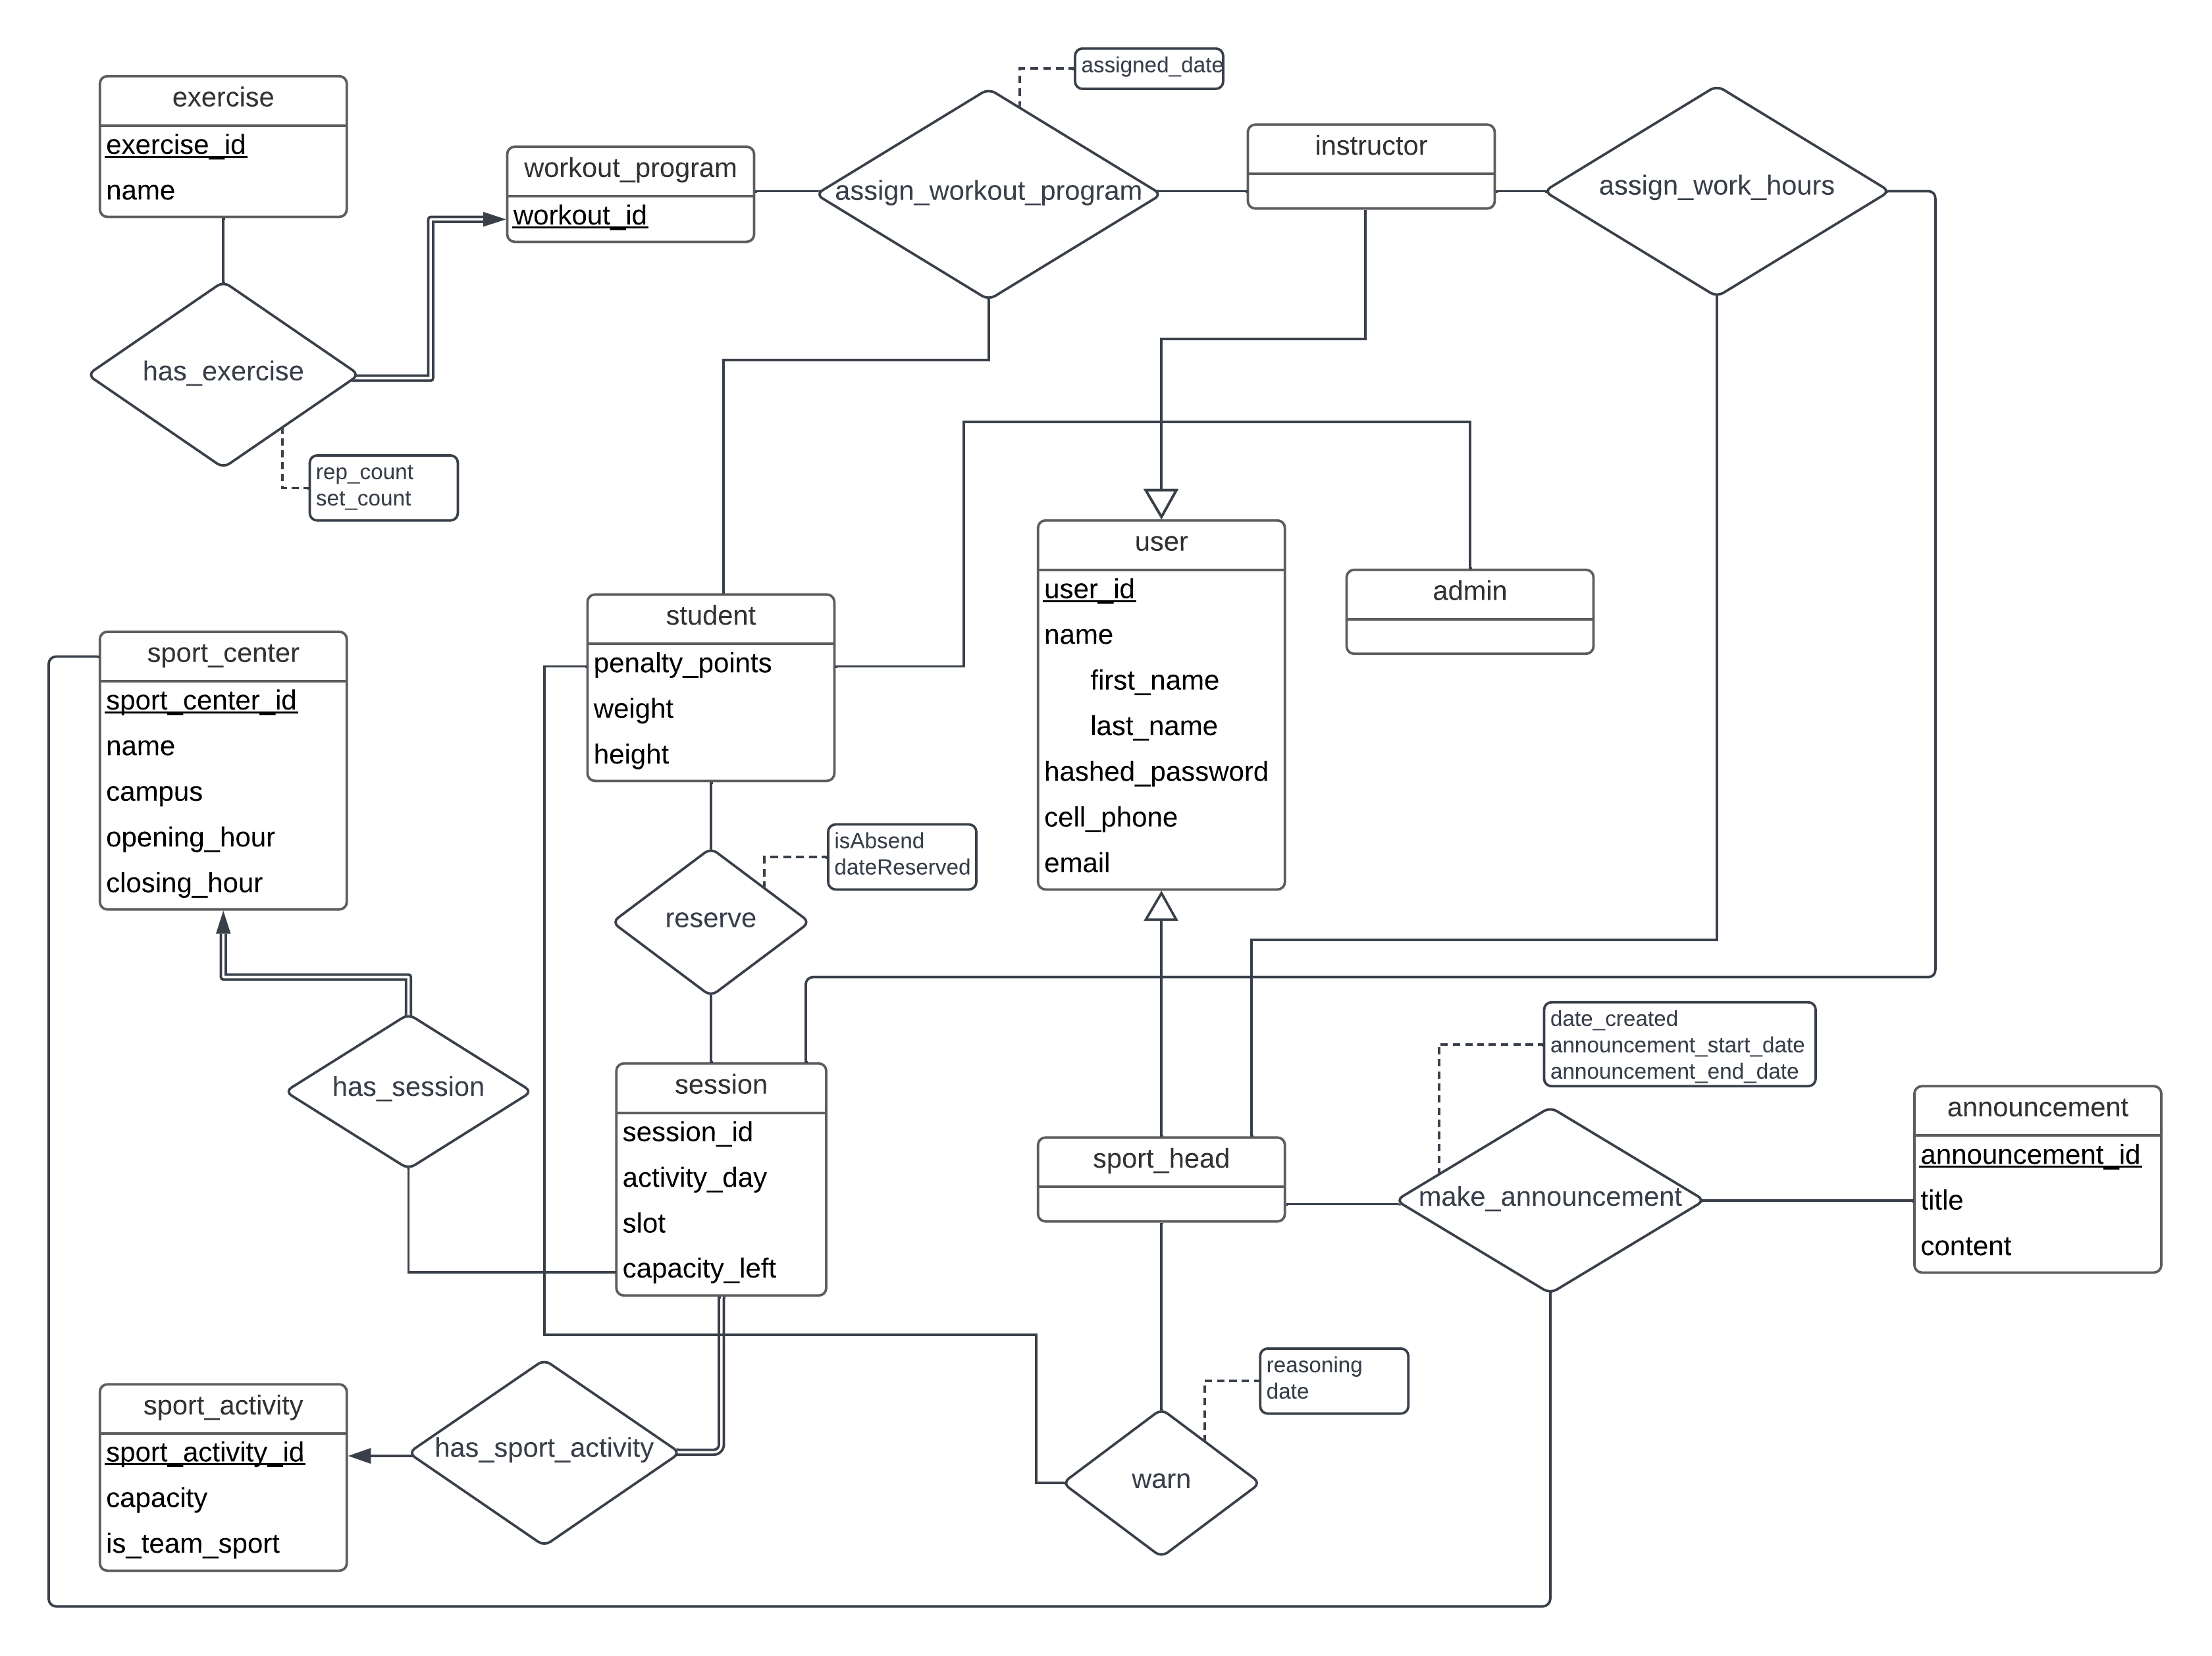 assigned_date
exercise
exercise_id
name
workout_program
workout_id
assign_workout_program
instructor
assign_work_hours
has_exercise
rep_count
set_count
user
user_id
name
first_name
last_name
hashed_password
cell_phone
email
admin
student
penalty_points
weight
height
sport_center
sport_center_id
name
campus
opening_hour
closing_hour
isAbsend
dateReserved
reserve
has_session
session
session_id
activity_day
slot
capacity_left
date_created
announcement_start_date
announcement_end_date
sport_head
make_announcement
announcement
announcement_id
title
content
sport_activity
sport_activity_id
capacity
is_team_sport
has_sport_activity
reasoning
date
warn